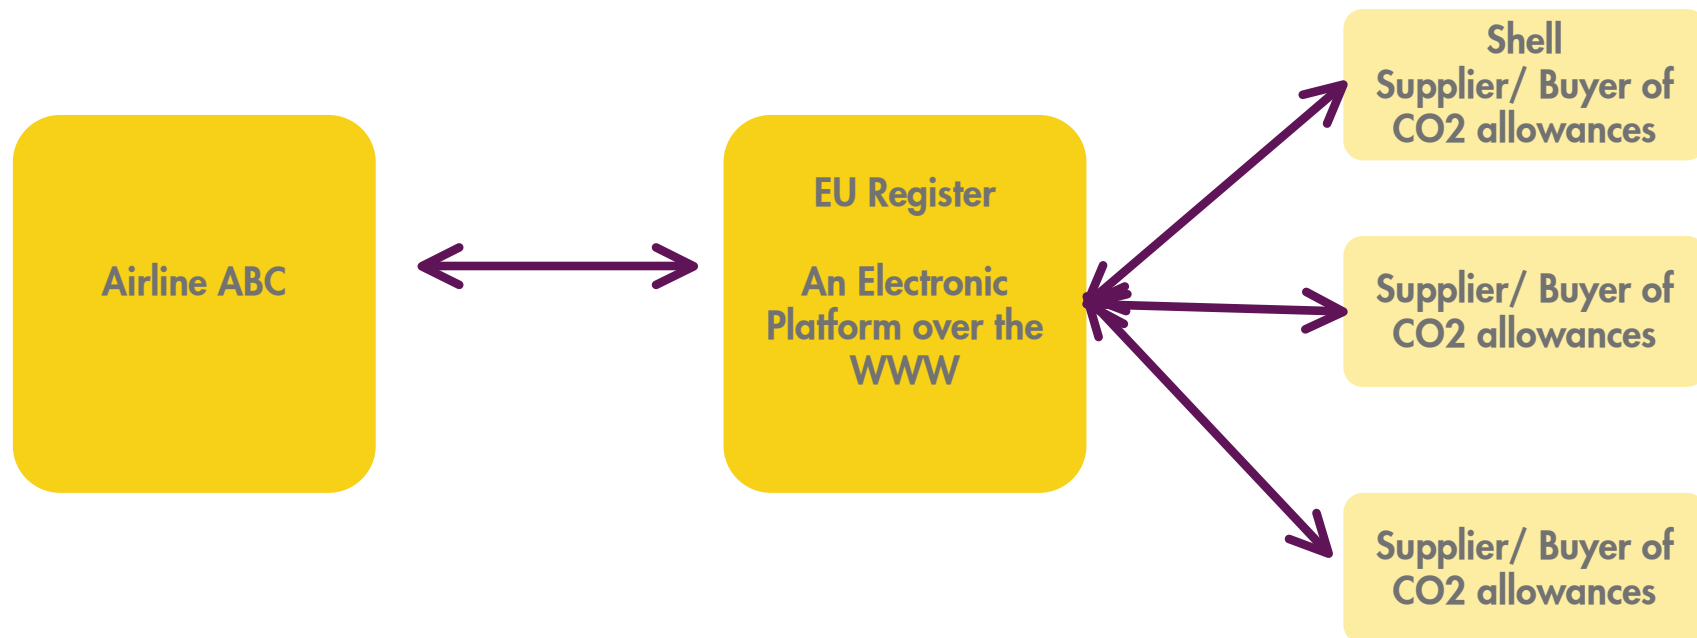 Airline ABC
EU Register
An Electronic
Platform over the
WWW
Shell
Supplier/ Buyer of
CO2 allowances
Supplier/ Buyer of
CO2 allowances
Supplier/ Buyer of
CO2 allowances